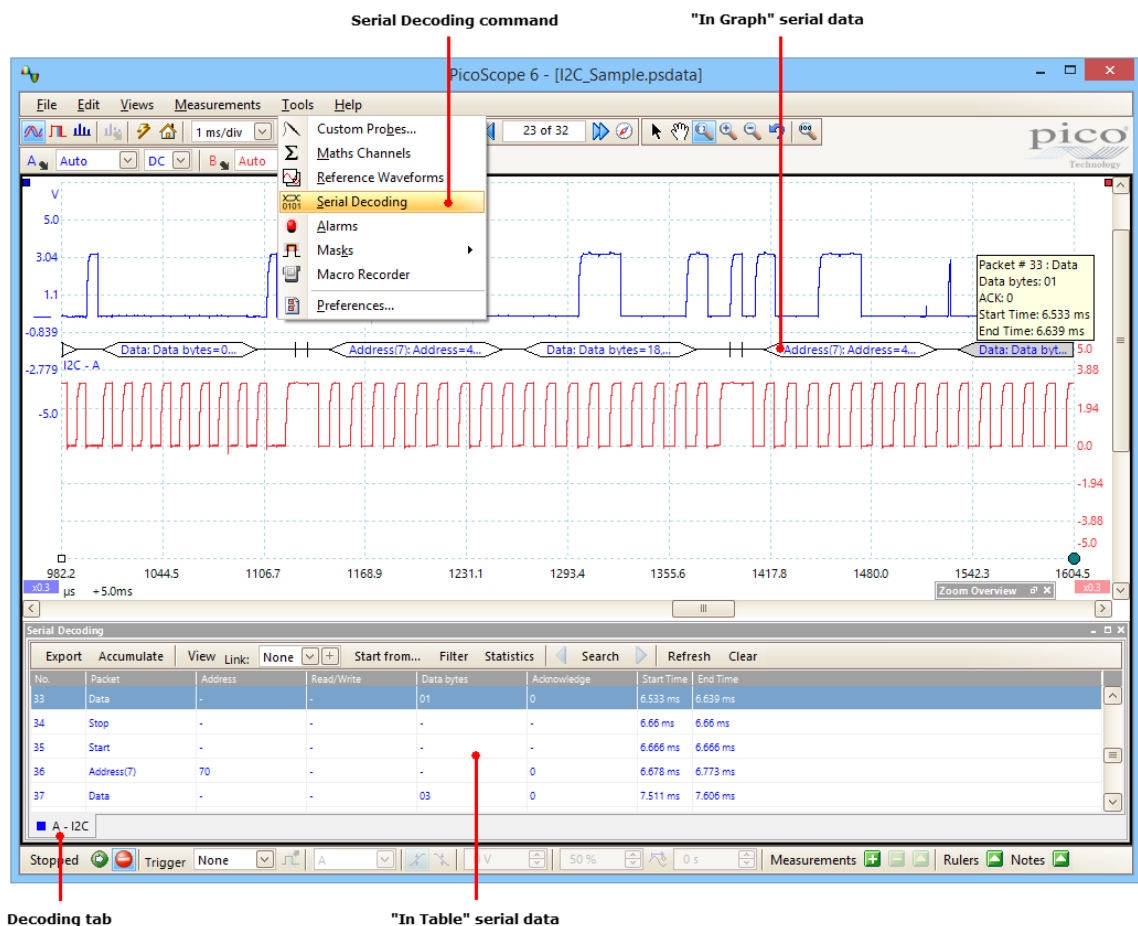 Serial Decoding command
"In Graph" serial data
PicoScope 6 - [I2C_Sample.psdata]
File Edit Views Measurements Tools Help
1 ms/div
23 of 32
pico
Technology
A Auto DC B Auto
Custom Probes...
Maths Channels
Reference Waveforms
Serial Decoding
Alarms
Masks
Macro Recorder
Preferences...
V
5.0
3.04
1.1
-0.839
-2.779
-5.0
Packet # 33 : Data
Data bytes: 01
ACK: 0
Start Time: 6.533 ms
End Time: 6.639 ms
Data: Data bytes=0... Address(7): Address=4... Data: Data bytes=18,... Address(7): Address=4... Data: Data byt...
I2C - A
5.0
3.88
1.94
0.0
-1.94
-3.88
-5.0
982.2 1044.5 1106.7 1168.9 1231.1 1293.4 1355.6 1417.8 1480.0 1542.3 1604.5
x0.3 µs +5.0ms
Zoom Overview
x0.3
Serial Decoding
Export Accumulate View Link: None Start from... Filter Statistics Search Refresh Clear
No. Packet Address Read/Write Data bytes Acknowledge Start Time End Time
33 Data - - 01 0 6.533 ms 6.639 ms
34 Stop - - - - 6.66 ms 6.66 ms
35 Start - - - - 6.666 ms 6.666 ms
36 Address(7) 70 - - 0 6.678 ms 6.773 ms
37 Data - - 03 0 7.511 ms 7.606 ms
A - I2C
Stopped Trigger None A 0 V 50 % 0 s Measurements Rulers Notes
Decoding tab
"In Table" serial data